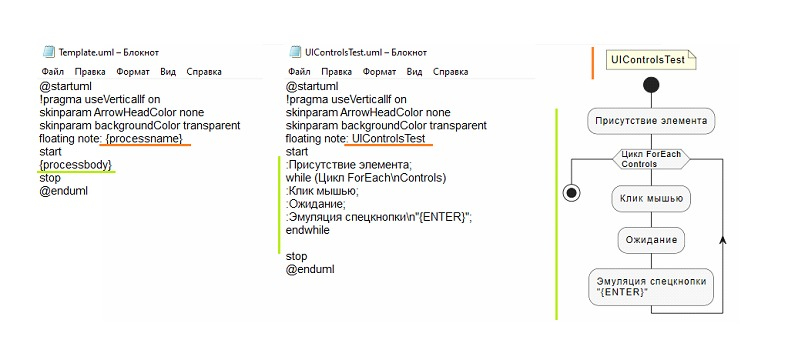 Template.uml – Блокнот
Файл Правка Формат Вид Справка
@startuml
!pragma useVerticalIf on
skinparam ArrowHeadColor none
skinparam backgroundColor transparent
floating note: {processname}
start
{processbody}
stop
@enduml
UIControlsTest.uml – Блокнот
Файл Правка Формат Вид Справка
@startuml
!pragma useVerticalIf on
skinparam ArrowHeadColor none
skinparam backgroundColor transparent
floating note: UIControlsTest
start
:Присутствие элемента;
while (Цикл ForEach\nControls)
:Клик мышью;
:Ожидание;
:Эмуляция спецкнопки\n"{ENTER}";
endwhile
stop
@enduml
UIControlsTest
Присутствие элемента
Цикл ForEach
Controls
Клик мышью
Ожидание
Эмуляция спецкнопки
"{ENTER}"